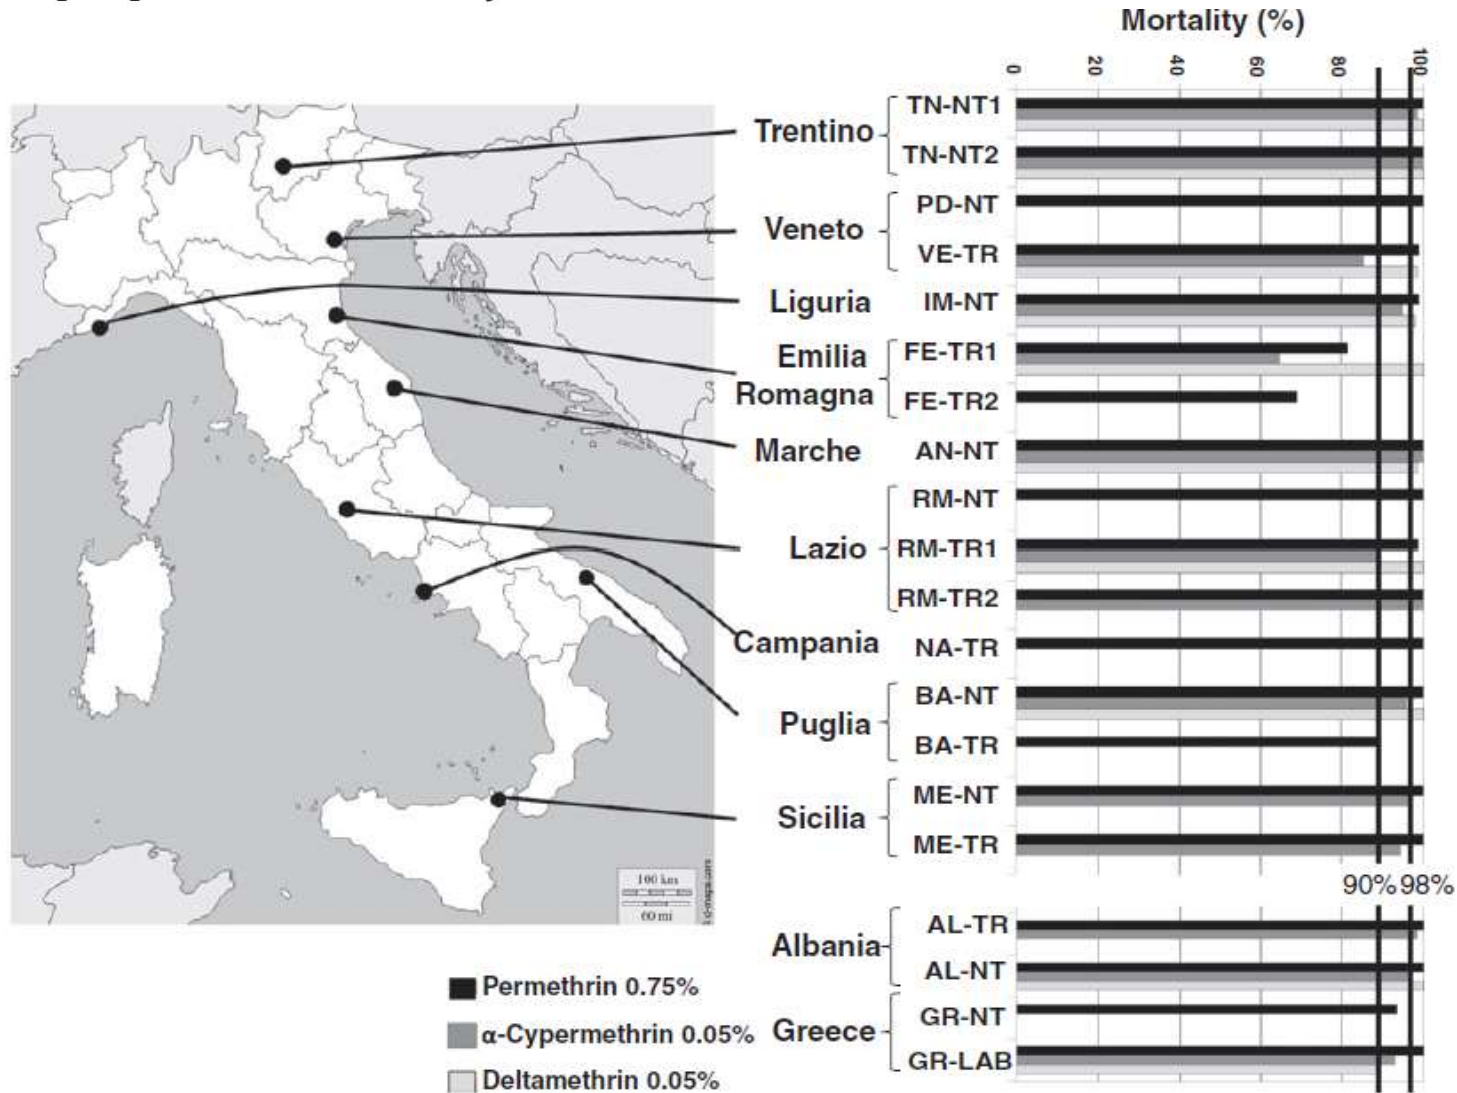 Mortality (%)
0 20 40 60 80 100
Trentino
TN-NT1
TN-NT2
Veneto
PD-NT
VE-TR
Liguria
IM-NT
Emilia
Romagna
FE-TR1
FE-TR2
Marche
AN-NT
Lazio
RM-NT
RM-TR1
RM-TR2
Campania
NA-TR
Puglia
BA-NT
BA-TR
Sicilia
ME-NT
ME-TR
90% 98%
100 km
60 mi
d-maps.com
Albania
AL-TR
AL-NT
Greece
GR-NT
GR-LAB
Permethrin 0.75%
α-Cypermethrin 0.05%
Deltamethrin 0.05%